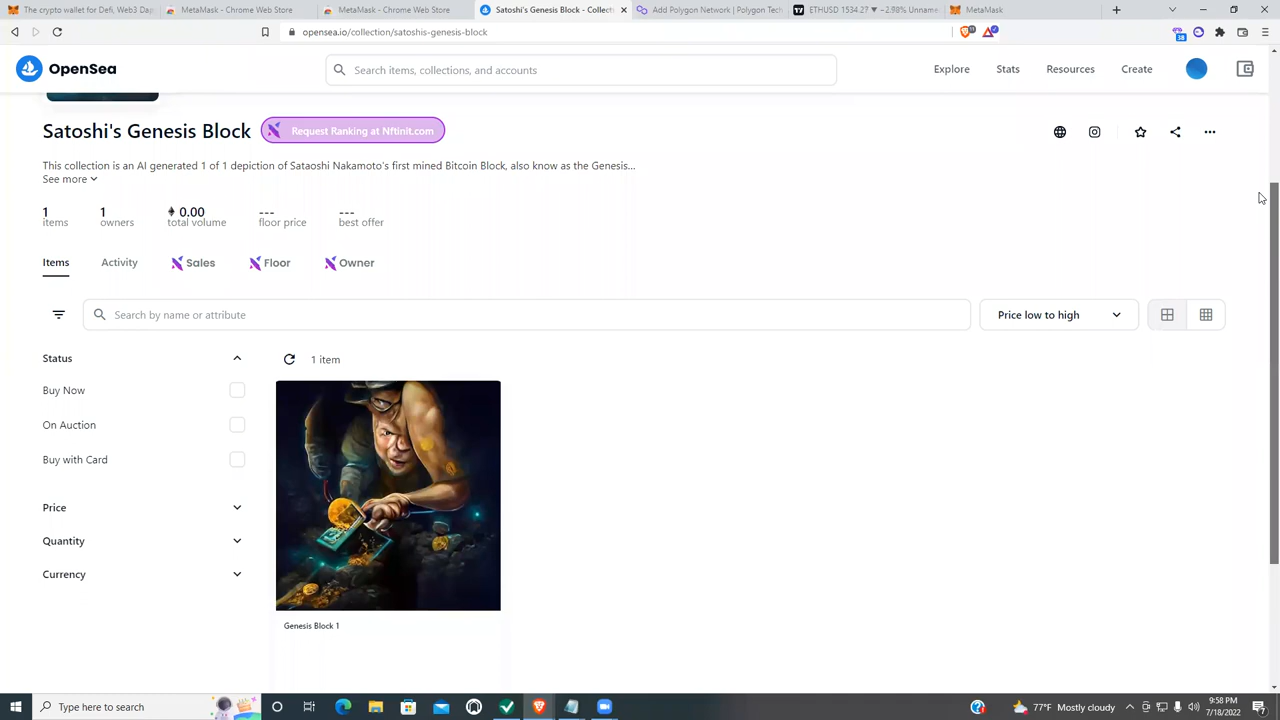 The crypto wallet for Defi, Web3 Daj
MetaMask - Chrome Web Store
MetaMask - Chrome Web Store
Satoshi's Genesis Block - Collect
Add Polygon Network | Polygon Tech
ETHUSD 1534.2? ▼ −2.98% Unname
MetaMask
opensea.io/collection/satoshis-genesis-block
38
OpenSea
Search items, collections, and accounts
Explore
Stats
Resources
Create
Satoshi's Genesis Block
Request Ranking at Nftinit.com
This collection is an AI generated 1 of 1 depiction of Sataoshi Nakamoto's first mined Bitcoin Block, also know as the Genesis...
See more
1
1
0.00
---
---
items
owners
total volume
floor price
best offer
Items
Activity
Sales
Floor
Owner
Search by name or attribute
Price low to high
Status
1 item
Buy Now
On Auction
Buy with Card
Price
Quantity
Currency
Genesis Block 1
Type here to search
77°F Mostly cloudy
9:58 PM
7/18/2022